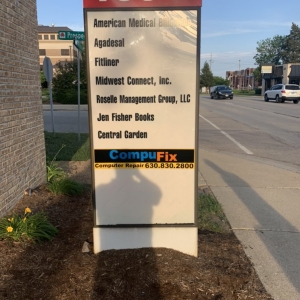 American Medical
Agadesal
Fitliner
Midwest Connect, Inc.
Roselle Management Group, LLC
Jen Fisher Books
Central Garden
CompuFix
Computer Repair 630.830.2800